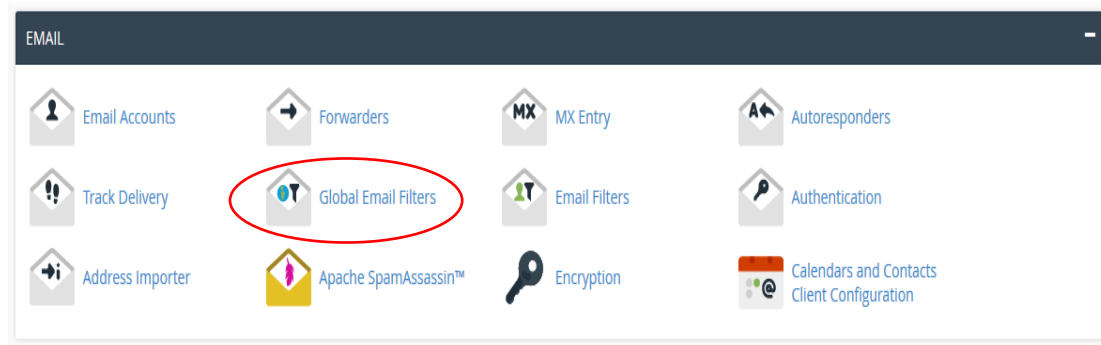 EMAIL
Email Accounts
Forwarders
MX
MX Entry
A
Autoresponders
Track Delivery
Global Email Filters
Email Filters
Authentication
i
Address Importer
Apache SpamAssassin™
Encryption
@
Calendars and Contacts
Client Configuration